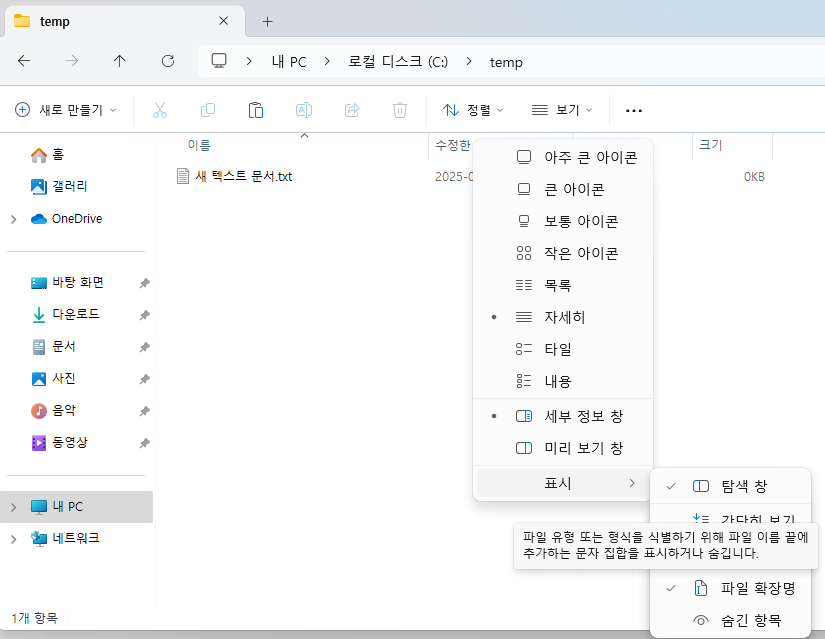 temp
내 PC
로컬 디스크 (C:)
temp
새로 만들기
정렬
보기
이름
수정한
크기
새 텍스트 문서.txt
2025-0
0KB
홈
갤러리
OneDrive
바탕 화면
다운로드
문서
사진
음악
동영상
내 PC
네트워크
아주 큰 아이콘
큰 아이콘
보통 아이콘
작은 아이콘
목록
자세히
타일
내용
세부 정보 창
미리 보기 창
표시
탐색 창
간단히 보기
파일 유형 또는 형식을 식별하기 위해 파일 이름 끝에
추가하는 문자 집합을 표시하거나 숨깁니다.
파일 확장명
숨긴 항목
1개 항목